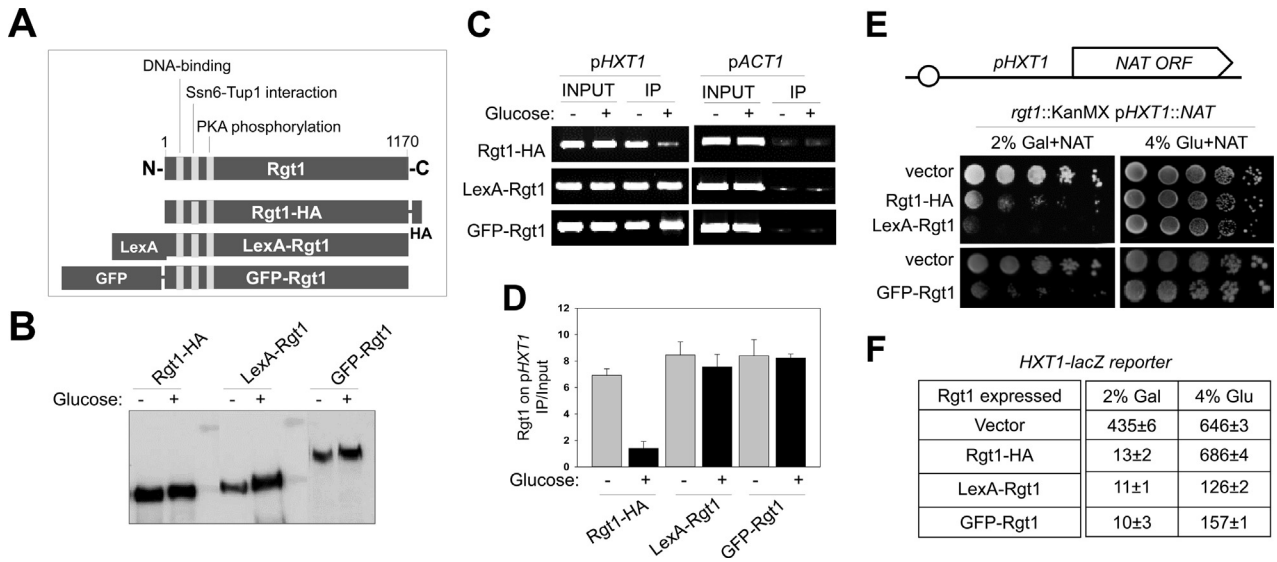 A
DNA-binding
Ssn6-Tup1 interaction
PKA phosphorylation
1 1170
N- Rgt1 -C
Rgt1-HA
HA
LexA LexA-Rgt1
GFP GFP-Rgt1
B
Rgt1-HA LexA-Rgt1 GFP-Rgt1
Glucose: - + - + - +
C
pHXT1 pACT1
INPUT IP INPUT IP
Glucose: - + - + - + - +
Rgt1-HA
LexA-Rgt1
GFP-Rgt1
D
Rgt1 on pHXT1
IP/Input
12
10
8
6
4
2
0
Glucose: - + - + - +
Rgt1-HA LexA-Rgt1 GFP-Rgt1
E
pHXT1 NAT ORF
rgt1::KanMX pHXT1::NAT
2% Gal+NAT 4% Glu+NAT
vector
Rgt1-HA
LexA-Rgt1
vector
GFP-Rgt1
F
HXT1-lacZ reporter
Rgt1 expressed 2% Gal 4% Glu
Vector 435±6 646±3
Rgt1-HA 13±2 686±4
LexA-Rgt1 11±1 126±2
GFP-Rgt1 10±3 157±1